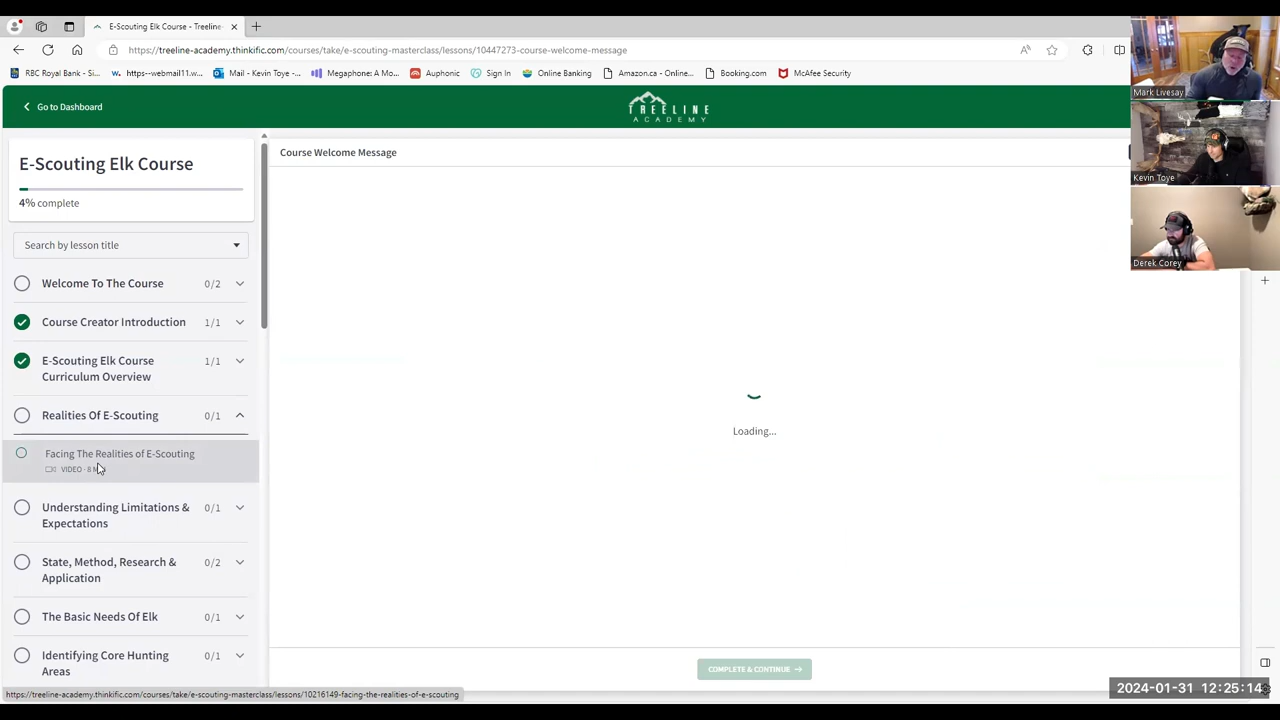 E-Scouting Elk Course - Treeline-
https://treeline-academy.thinkific.com/courses/take/e-scouting-masterclass/lessons/10447273-course-welcome-message
RBC Royal Bank - Si...
https--webmail11.w...
Mail - Kevin Toye -...
Megaphone: A Mo...
Auphonic
Sign In
Online Banking
Amazon.ca - Online...
Booking.com
McAfee Security
Mark Livesay
Kevin Toye
Derek Corey
Go to Dashboard
TREELINE
ACADEMY
E-Scouting Elk Course
4% complete
Search by lesson title
Course Welcome Message
Welcome To The Course 0/2
Course Creator Introduction 1/1
E-Scouting Elk Course 1/1
Curriculum Overview
Realities Of E-Scouting 0/1
Facing The Realities of E-Scouting
VIDEO · 8 M
Loading...
Understanding Limitations & 0/1
Expectations
State, Method, Research & 0/2
Application
The Basic Needs Of Elk 0/1
Identifying Core Hunting 0/1
Areas
COMPLETE & CONTINUE →
https://treeline-academy.thinkific.com/courses/take/e-scouting-masterclass/lessons/10216149-facing-the-realities-of-e-scouting
2024-01-31 12:25:14